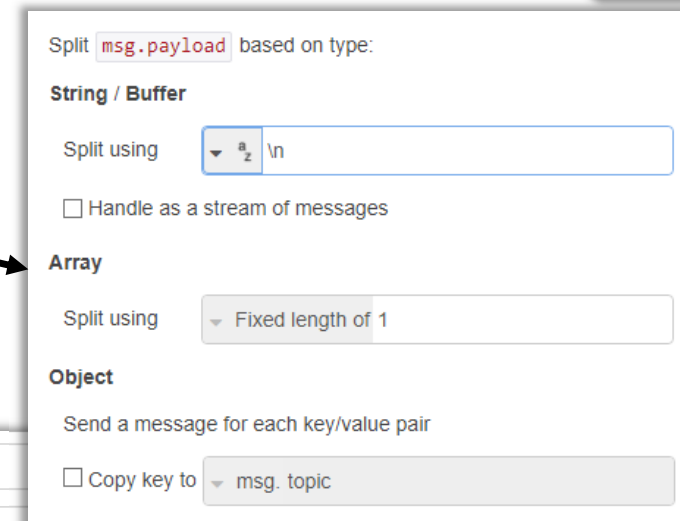 Split msg.payload based on type:
String / Buffer
Split using a z \n
Handle as a stream of messages
Array
Split using Fixed length of 1
Object
Send a message for each key/value pair
Copy key to msg. topic